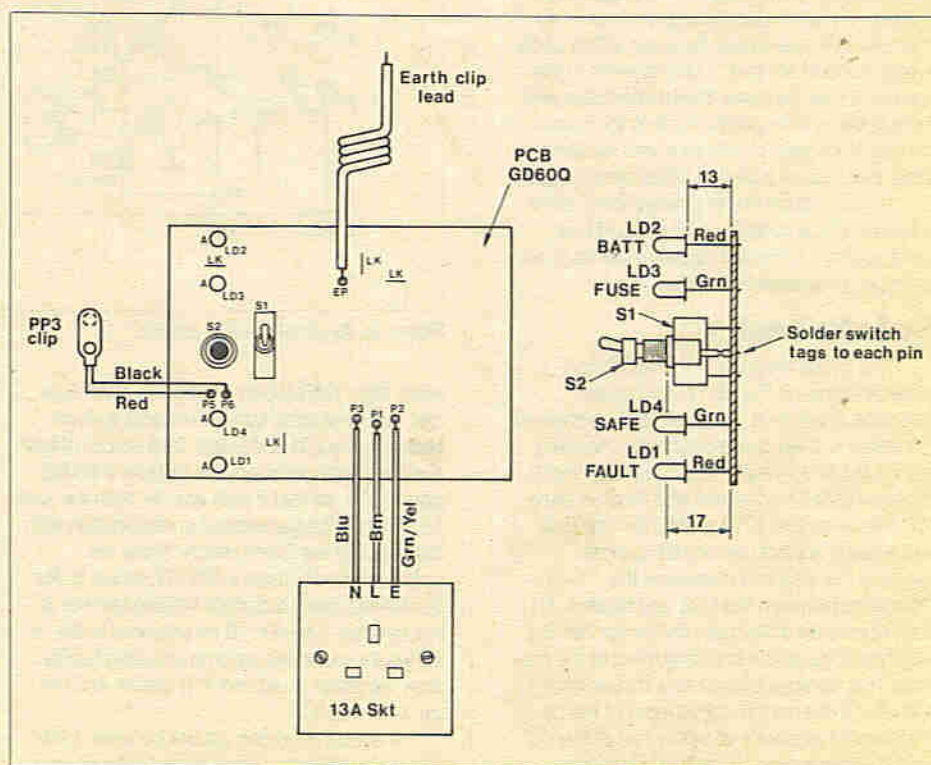 Earth clip
lead
PCB
GD60Q
13
A
LD2
LK
A
LD3
LK
LK
EP
S1
S2
PP3
clip
Black
Red
P5
P6
A
LD4
LK
A
LD1
P3
P1
P2
Blu
Brn
Grn/Yel
N
L
E
13A Skt
LD2
BATT
Red
LD3
FUSE
Grn
S1
S2
Solder switch
tags to each pin
LD4
SAFE
Grn
LD1
FAULT
Red
17